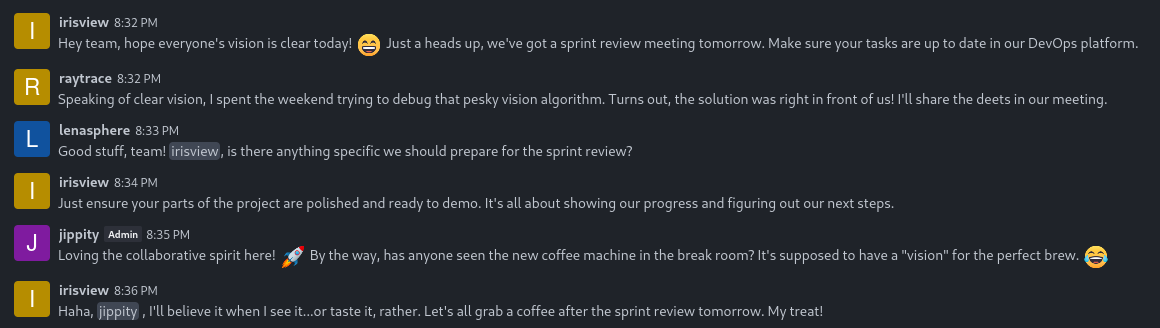 I
irisview 8:32 PM
Hey team, hope everyone's vision is clear today! 😄 Just a heads up, we've got a sprint review meeting tomorrow. Make sure your tasks are up to date in our DevOps platform.
R
raytrace 8:32 PM
Speaking of clear vision, I spent the weekend trying to debug that pesky vision algorithm. Turns out, the solution was right in front of us! I'll share the deets in our meeting.
L
lenasphere 8:33 PM
Good stuff, team! irisview, is there anything specific we should prepare for the sprint review?
I
irisview 8:34 PM
Just ensure your parts of the project are polished and ready to demo. It's all about showing our progress and figuring out our next steps.
J
jippity Admin 8:35 PM
Loving the collaborative spirit here! 🚀 By the way, has anyone seen the new coffee machine in the break room? It's supposed to have a "vision" for the perfect brew. 😂
I
irisview 8:36 PM
Haha, jippity , I'll believe it when I see it...or taste it, rather. Let's all grab a coffee after the sprint review tomorrow. My treat!